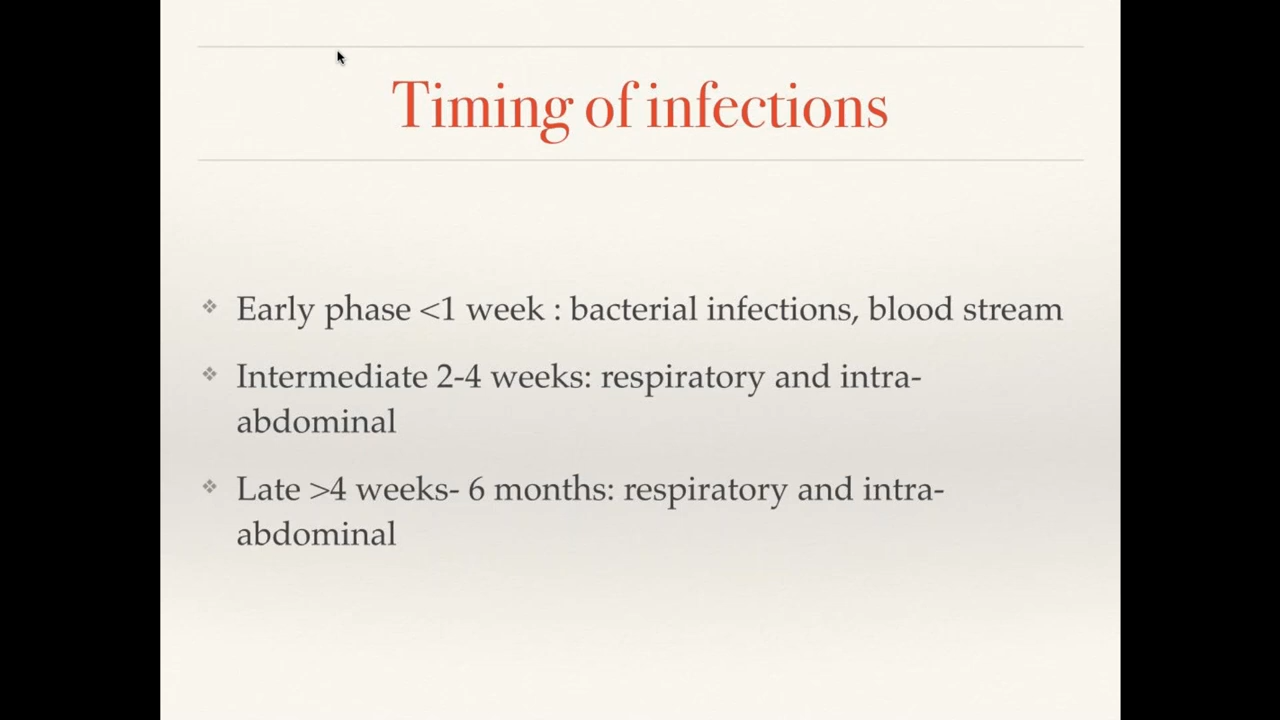 Timing of infections
Early phase <1 week : bacterial infections, blood stream
Intermediate 2-4 weeks: respiratory and intra-
abdominal
Late >4 weeks- 6 months: respiratory and intra-
abdominal